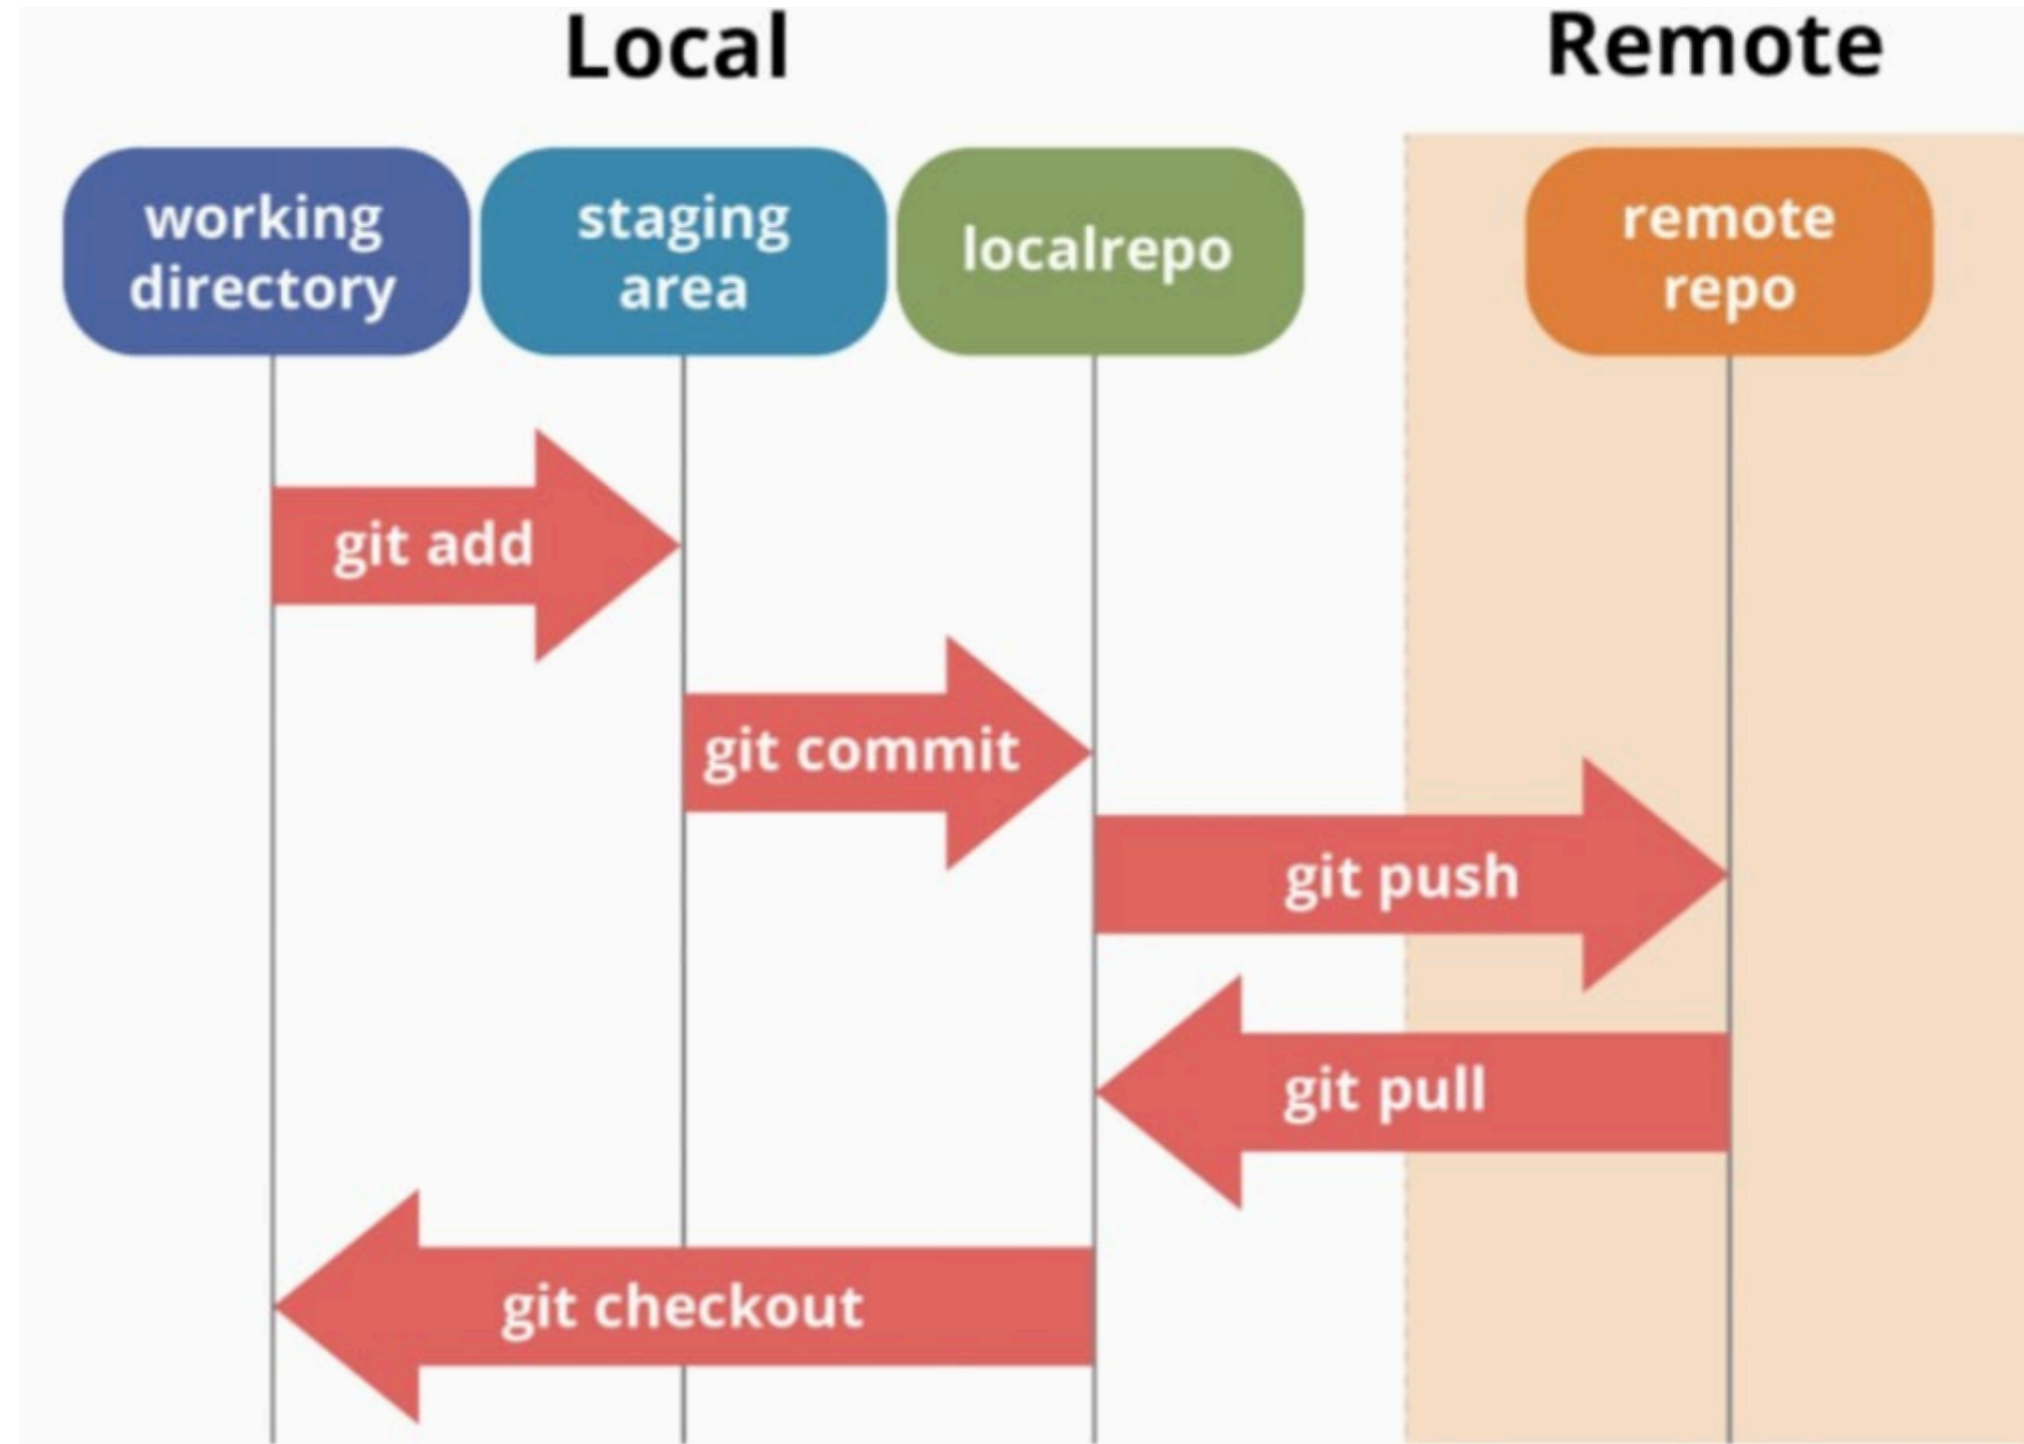 Local
Remote
working
directory
staging
area
localrepo
remote
repo
git add
git commit
git push
git pull
git checkout